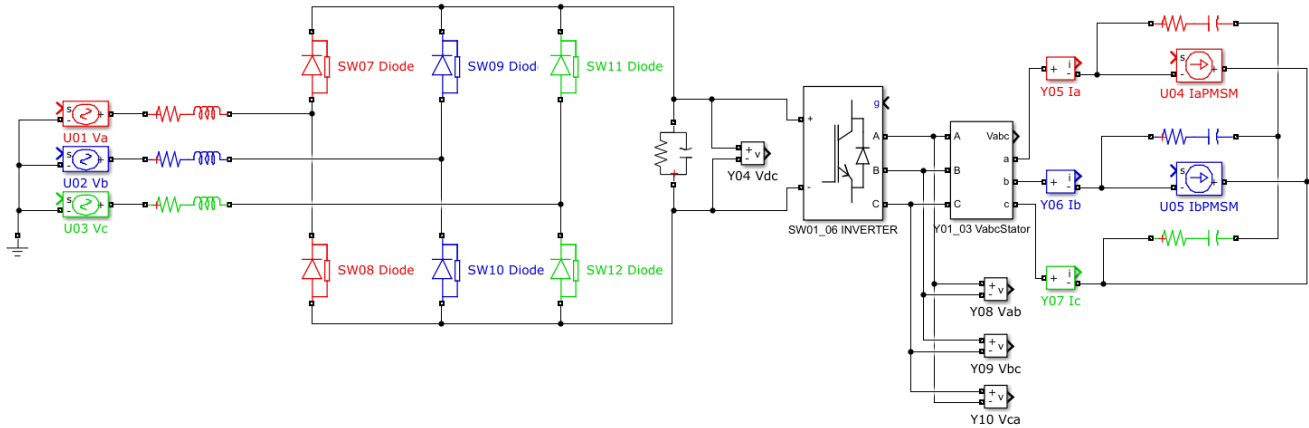 SW07 Diode
SW09 Diod
SW11 Diode
s
- +
U01 Va
s
- +
U02 Vb
s
- +
U03 Vc
SW08 Diode
SW10 Diode
SW12 Diode
+
-
v
Y04 Vdc
g
+
-
A
B
C
SW01_06 INVERTER
A
B
C
Vabc
a
b
c
Y01_03 VabcStator
+ i
-
Y05 Ia
s
- +
U04 IaPMSM
+ i
-
Y06 Ib
s
- +
U05 IbPMSM
+ i
-
Y07 Ic
+
- v
Y08 Vab
+
- v
Y09 Vbc
+
- v
Y10 Vca